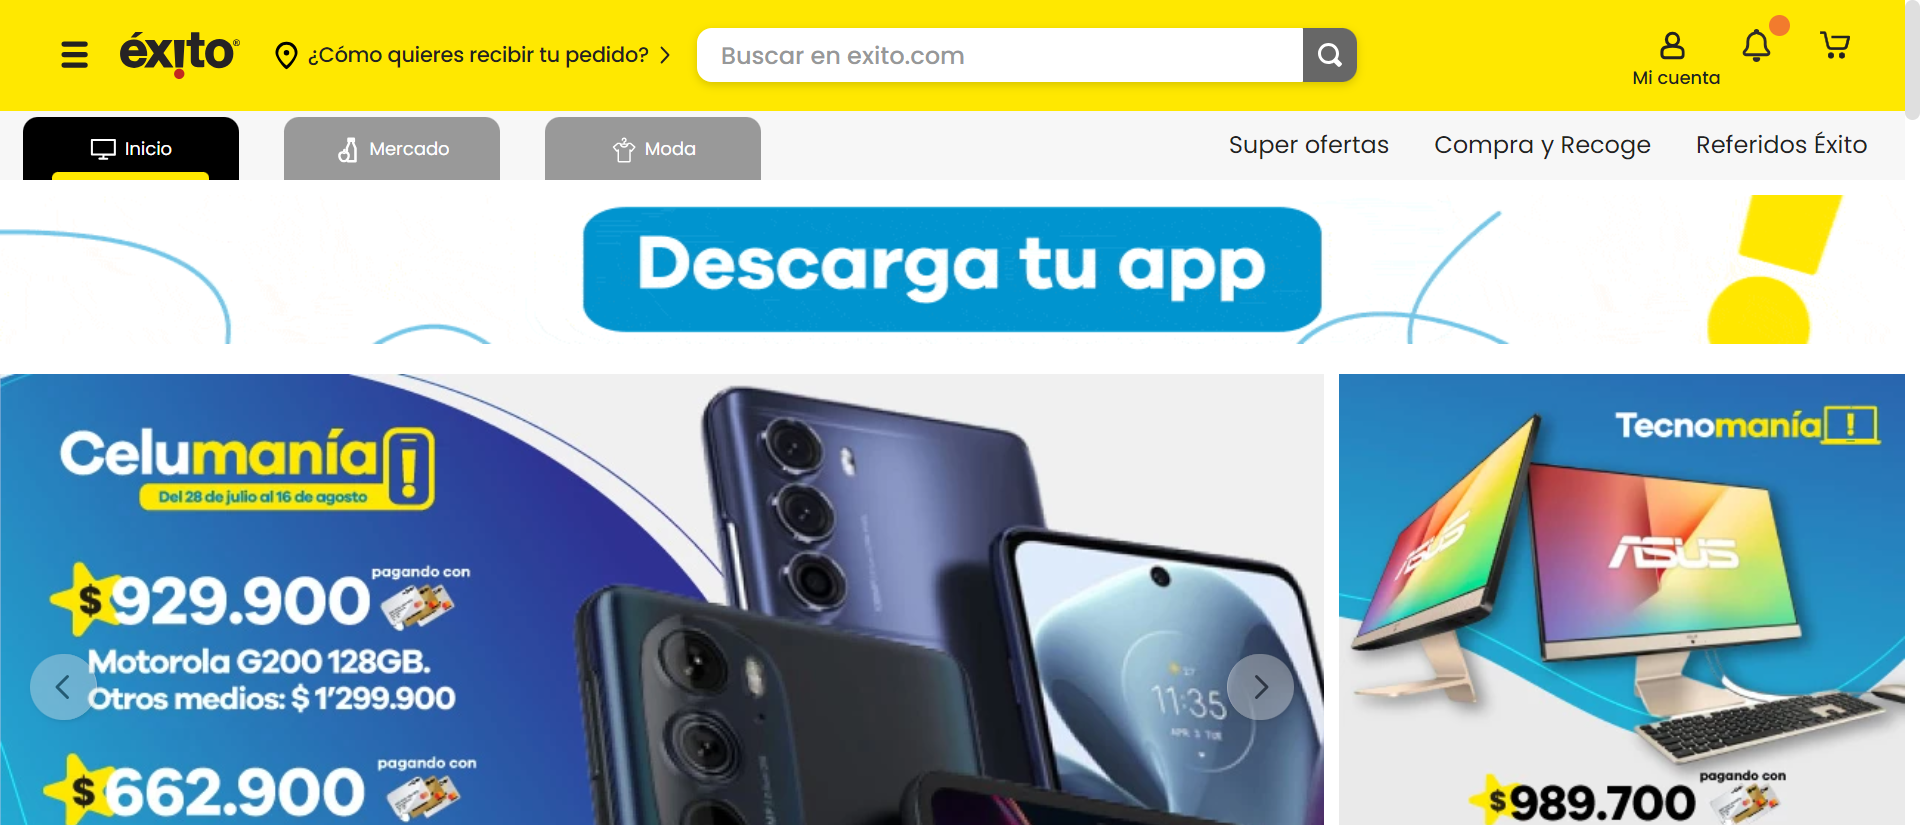 éxito®
¿Cómo quieres recibir tu pedido?
Buscar en exito.com
Mi cuenta
Inicio
Mercado
Moda
Super ofertas
Compra y Recoge
Referidos Éxito
Descarga tu app
Celumanía!
Del 28 de julio al 16 de agosto
$929.900
pagando con
Motorola G200 128GB.
Otros medios: $1'299.900
$662.900
pagando con
11:35
Tecnomanía!
ASUS
ASUS
pagando con
$989.700